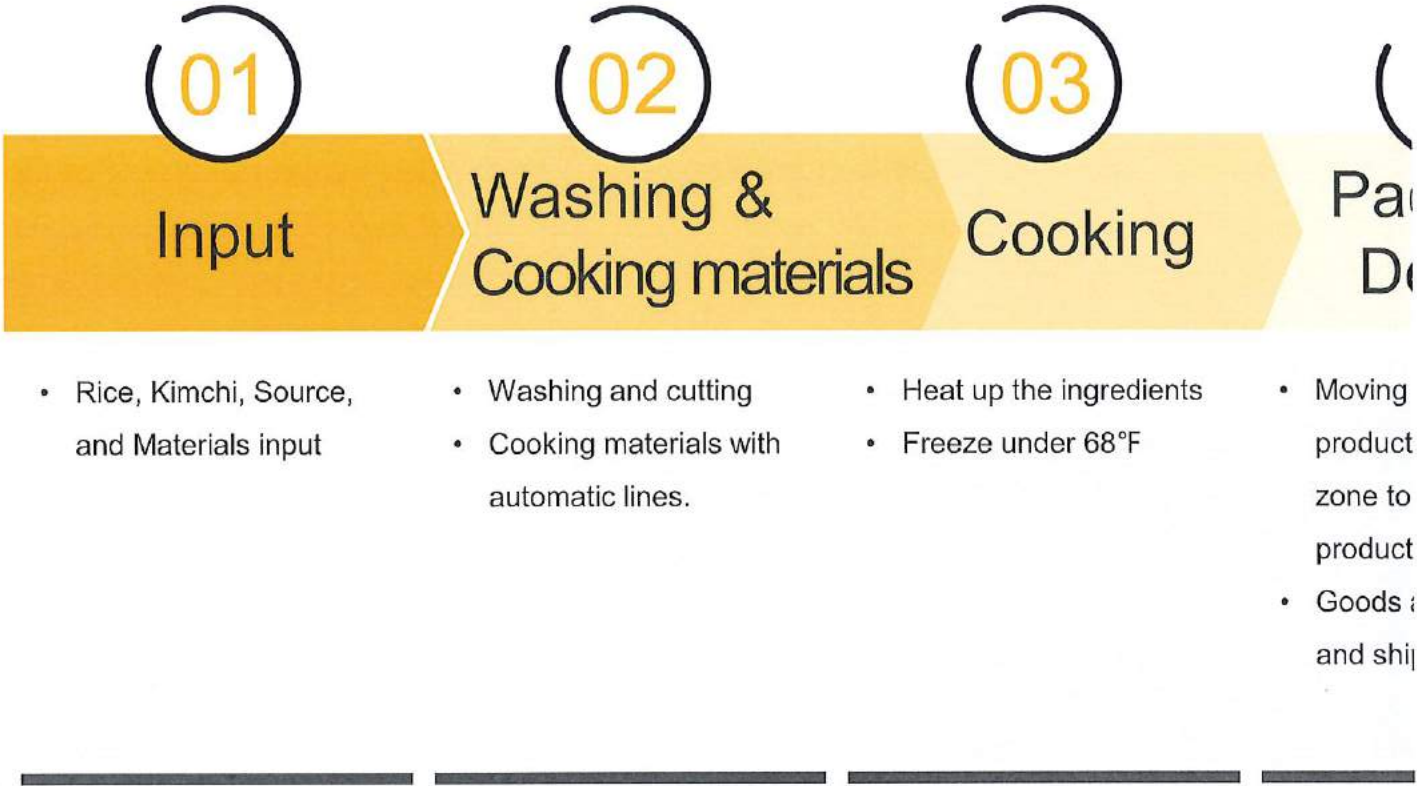 01
Input
Rice, Kimchi, Source,
and Materials input
02
Washing &
Cooking materials
• Washing and cutting
• Cooking materials with
automatic lines.
03
Cooking
• Heat up the ingredients
• Freeze under 68°F
• Moving
product
zone to
product
• Goods
and